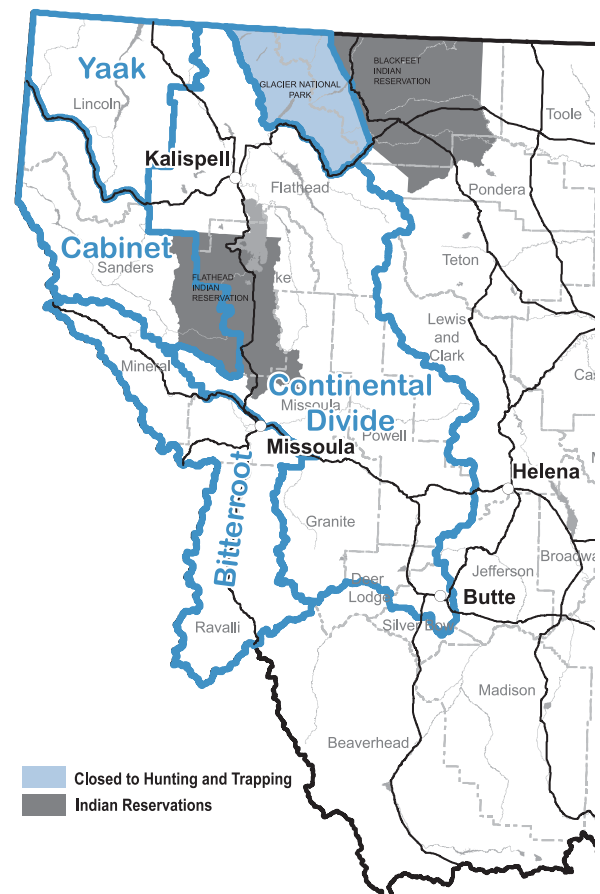 Yaak
Lincoln
GLACIER NATIONAL
PARK
BLACKFEET
INDIAN
RESERVATION
Toole
Kalispell
Flathead
Pondera
Cabinet
Sanders
FLATHEAD
INDIAN
RESERVATION
ke
Teton
Lewis
and
Clark
Mineral
Continental
Divide
Missoula
Powell
Cas
Missoula
Helena
Bitterroot
Granite
Broadwa
Jefferson
Deer
Lodge
Butte
Silver Bow
Ravalli
Madison
Beaverhead
Closed to Hunting and Trapping
Indian Reservations